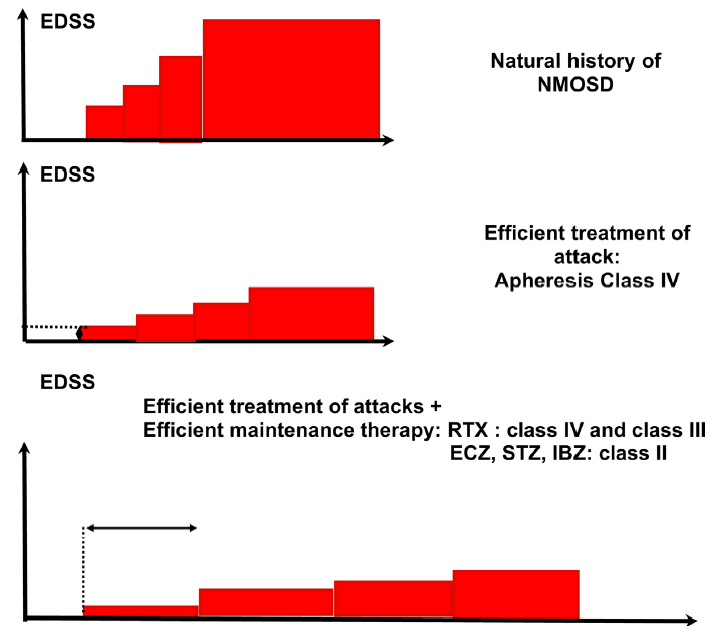 EDSS
Natural history of
NMOSD
EDSS
Efficient treatment of
attack:
Apheresis Class IV
EDSS
Efficient treatment of attacks +
Efficient maintenance therapy: RTX : class IV and class III
ECZ, STZ, IBZ: class II